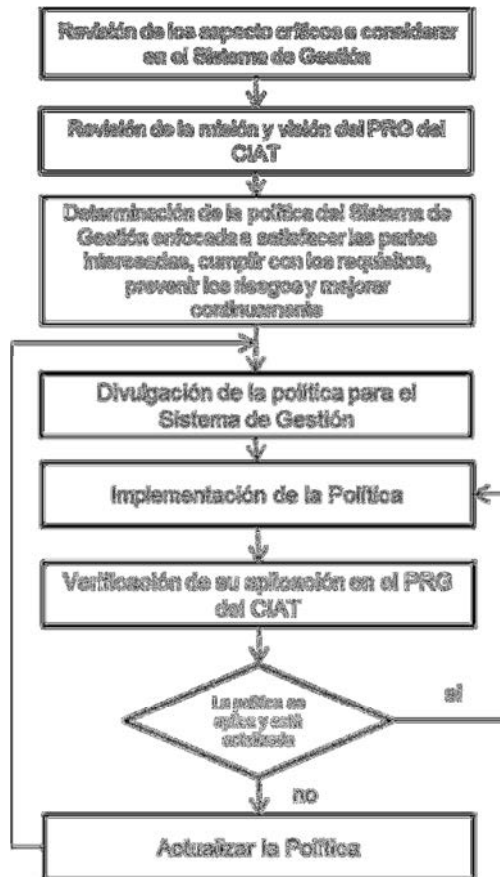 Revisión de los aspecto críticos a considerar
en el Sistema de Gestión
Revisión de la misión y visión del PRG del
CIAT
Determinación de la política del Sistema de
Gestión enfocada a satisfacer las partes
interesadas, cumplir con los requisitos,
prevenir los riesgos y mejorar
continuamente
Divulgación de la política para el
Sistema de Gestión
Implementación de la Política
Verificación de su aplicación en el PRG
del CIAT
La política se
aplica y está
actualizada
si
no
Actualizar la Política